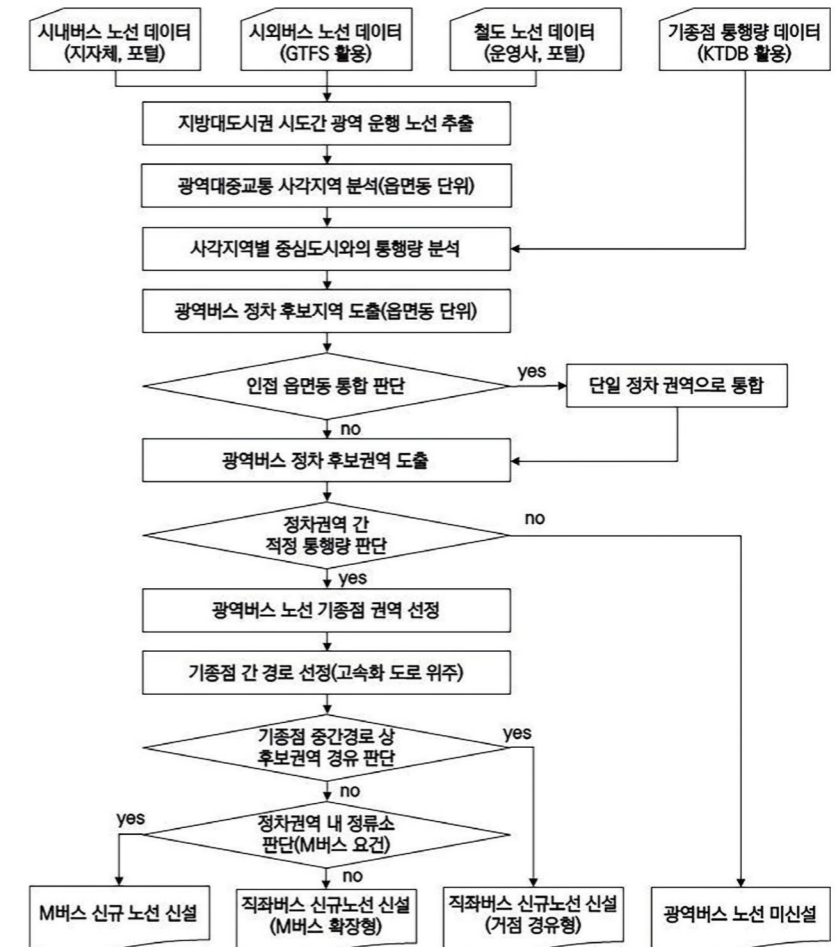 시내버스 노선 데이터
(지자체, 포털)
시외버스 노선 데이터
(GTFS 활용)
철도 노선 데이터
(운영사, 포털)
기종점 통행량 데이터
(KTDB 활용)
지방대도시권 시도간 광역 운행 노선 추출
광역대중교통 사각지역 분석(읍면동 단위)
사각지역별 중심도시와의 통행량 분석
광역버스 정차 후보지역 도출(읍면동 단위)
인접 읍면동 통합 판단
yes
단일 정차 권역으로 통합
no
광역버스 정차 후보권역 도출
정차권역 간
적정 통행량 판단
no
yes
광역버스 노선 기종점 권역 선정
기종점 간 경로 선정(고속화 도로 위주)
기종점 중간경로 상
후보권역 경유 판단
yes
no
정차권역 내 정류소
판단(M버스 요건)
yes
no
M버스 신규 노선 신설
직좌버스 신규노선 신설
(M버스 확장형)
직좌버스 신규노선 신설
(거점 경유형)
광역버스 노선 미신설